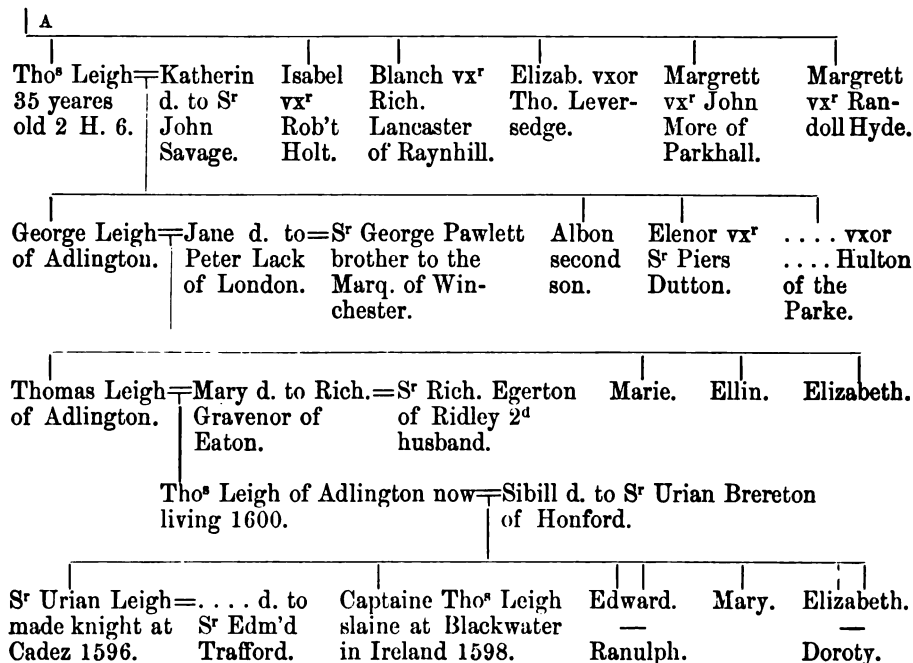 A
Thoˢ Leigh
35 yeares
old 2 H. 6.
Katherin
d. to Sʳ
John
Savage.
Isabel
vxʳ
Rob't
Holt.
Blanch vxʳ
Rich.
Lancaster
of Raynhill.
Elizab. vxor
Tho. Lever-
sedge.
Margrett
vxʳ John
More of
Parkhall.
Margrett
vxʳ Ran-
doll Hyde.
George Leigh
of Adlington.
Jane d. to
Peter Lack
of London.
=Sʳ George Pawlett
brother to the
Marq. of Win-
chester.
Albon
second
son.
Elenor vxʳ
Sʳ Piers
Dutton.
.... vxor
.... Hulton
of the
Parke.
Thomas Leigh
of Adlington.
Mary d. to Rich.
Gravenor of
Eaton.
=Sʳ Rich. Egerton
of Ridley 2ᵈ
husband.
Marie.
Ellin.
Elizabeth.
Thoˢ Leigh of Adlington now
living 1600.
Sibill d. to Sʳ Urian Brereton
of Honford.
Sʳ Urian Leigh
made knight at
Cadez 1596.
=.... d. to
Sʳ Edm'd
Trafford.
Captaine Thoˢ Leigh
slaine at Blackwater
in Ireland 1598.
Edward.
—
Ranulph.
Mary.
Elizabeth.
—
Doroty.